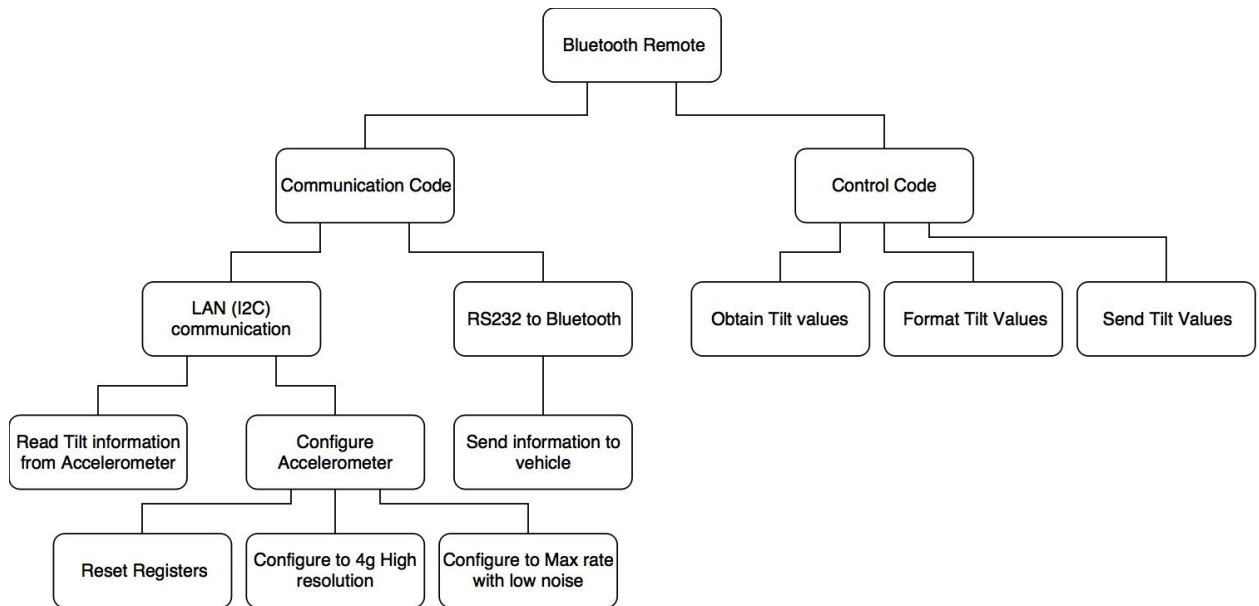 Bluetooth Remote
Communication Code
Control Code
LAN (I2C)
communication
RS232 to Bluetooth
Obtain Tilt values
Format Tilt Values
Send Tilt Values
Read Tilt information
from Accelerometer
Configure
Accelerometer
Send information to
vehicle
Reset Registers
Configure to 4g High
resolution
Configure to Max rate
with low noise